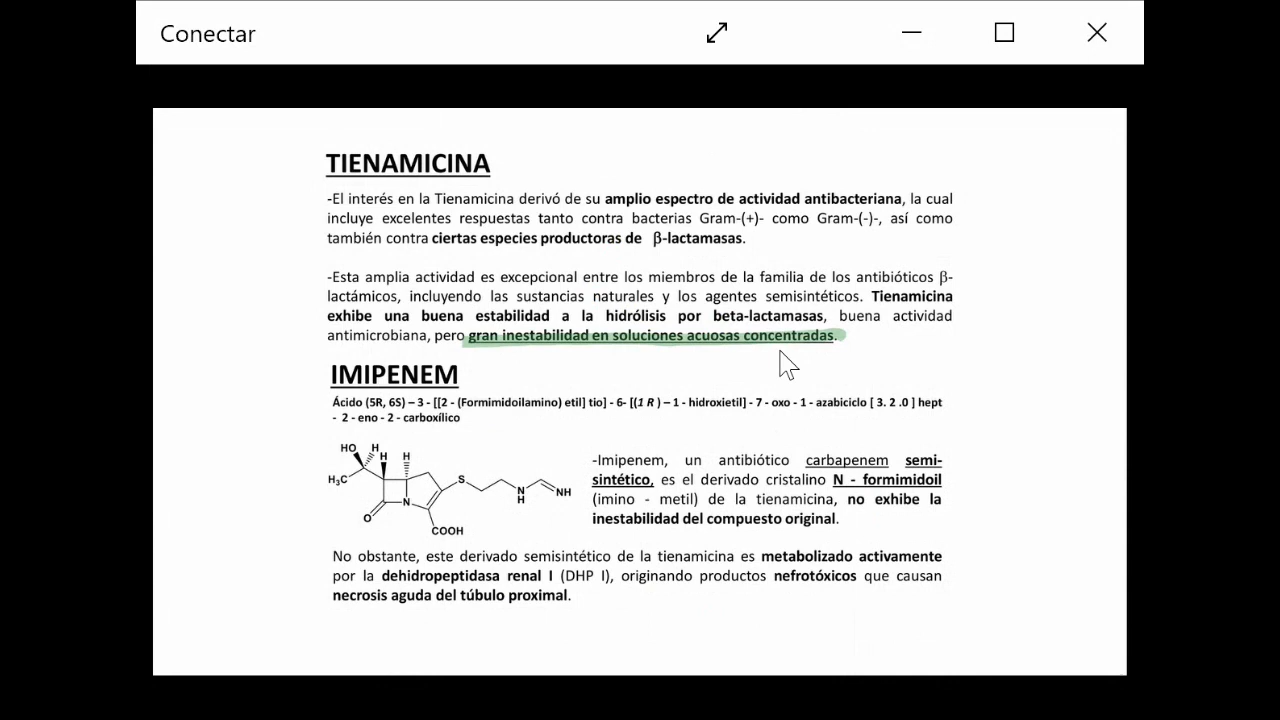 Conectar
TIENAMICINA
-El interés en la Tienamicina derivó de su amplio espectro de actividad antibacteriana, la cual
incluye excelentes respuestas tanto contra bacterias Gram-(+)- como Gram-(-)-, así como
también contra ciertas especies productoras de β-lactamasas.
-Esta amplia actividad es excepcional entre los miembros de la familia de los antibióticos β-
lactámicos, incluyendo las sustancias naturales y los agentes semisintéticos. Tienamicina
exhibe una buena estabilidad a la hidrólisis por beta-lactamasas, buena actividad
antimicrobiana, pero gran inestabilidad en soluciones acuosas concentradas.
IMIPENEM
Ácido (5R, 6S) – 3 - [[2 - (Formimidoilamino) etil] tio] - 6- [(1 R ) – 1 - hidroxietil] - 7 - oxo - 1 - azabiciclo [ 3. 2 .0 ] hept
- 2 - eno - 2 - carboxílico
HO H
H H
H3C
S
N
H
NH
N
O
COOH
-Imipenem, un antibiótico carbapenem semi-
sintético, es el derivado cristalino N - formimidoil
(imino - metil) de la tienamicina, no exhibe la
inestabilidad del compuesto original.
No obstante, este derivado semisintético de la tienamicina es metabolizado activamente
por la dehidropeptidasa renal I (DHP I), originando productos nefrotóxicos que causan
necrosis aguda del túbulo proximal.